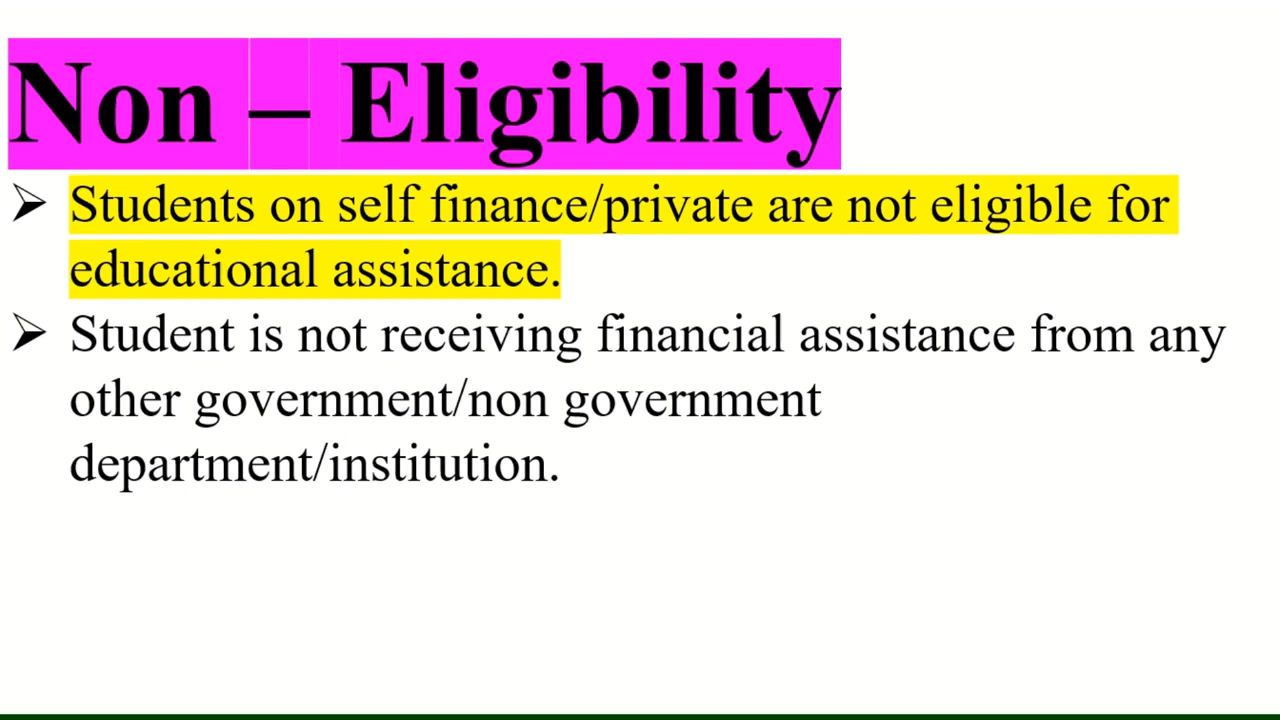 Non – Eligibility
➢ Students on self finance/private are not eligible for
educational assistance.
➢ Student is not receiving financial assistance from any
other government/non government
department/institution.